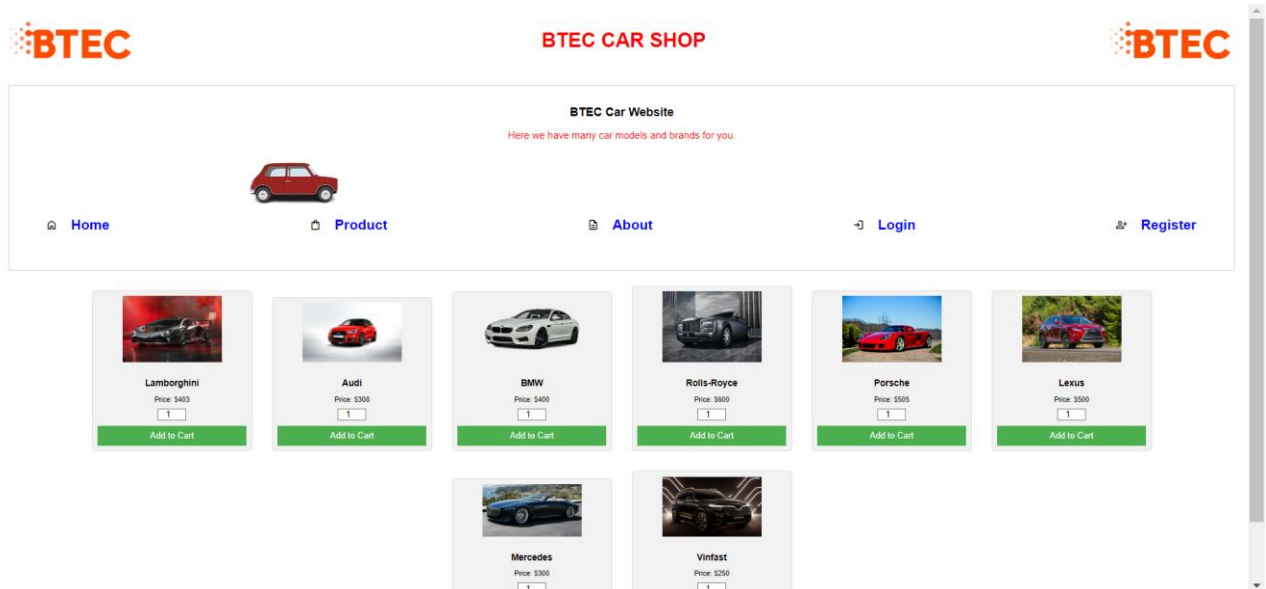 BTEC
BTEC CAR SHOP
BTEC
BTEC Car Website
Here we have many car models and brands for you.
Home
Product
About
Login
Register
Lamborghini
Price: $403
1
Add to Cart
Audi
Price: $308
1
Add to Cart
BMW
Price: $400
1
Add to Cart
Rolls-Royce
Price: $600
1
Add to Cart
Porsche
Price: $505
1
Add to Cart
Lexus
Price: $500
1
Add to Cart
Mercedes
Price: $300
1
Vinfast
Price: $250
1